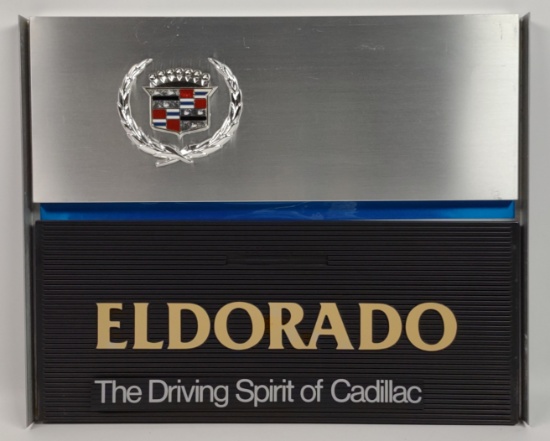 ELDORADO
The Driving Spirit of Cadillac